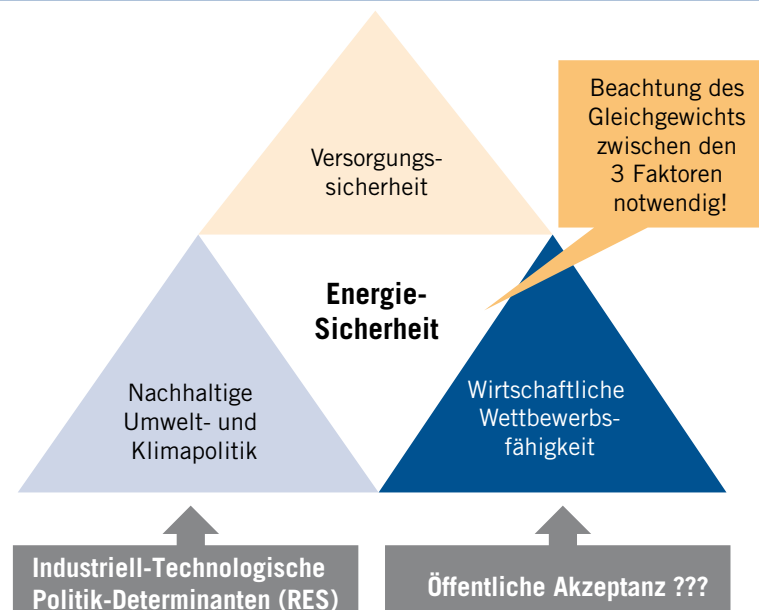 Versorgungs-
sicherheit
Beachtung des
Gleichgewichts
zwischen den
3 Faktoren
notwendig!
Energie-
Sicherheit
Nachhaltige
Umwelt- und
Klimapolitik
Wirtschaftliche
Wettbewerbs-
fähigkeit
Industriell-Technologische
Politik-Determinanten (RES)
Öffentliche Akzeptanz ???